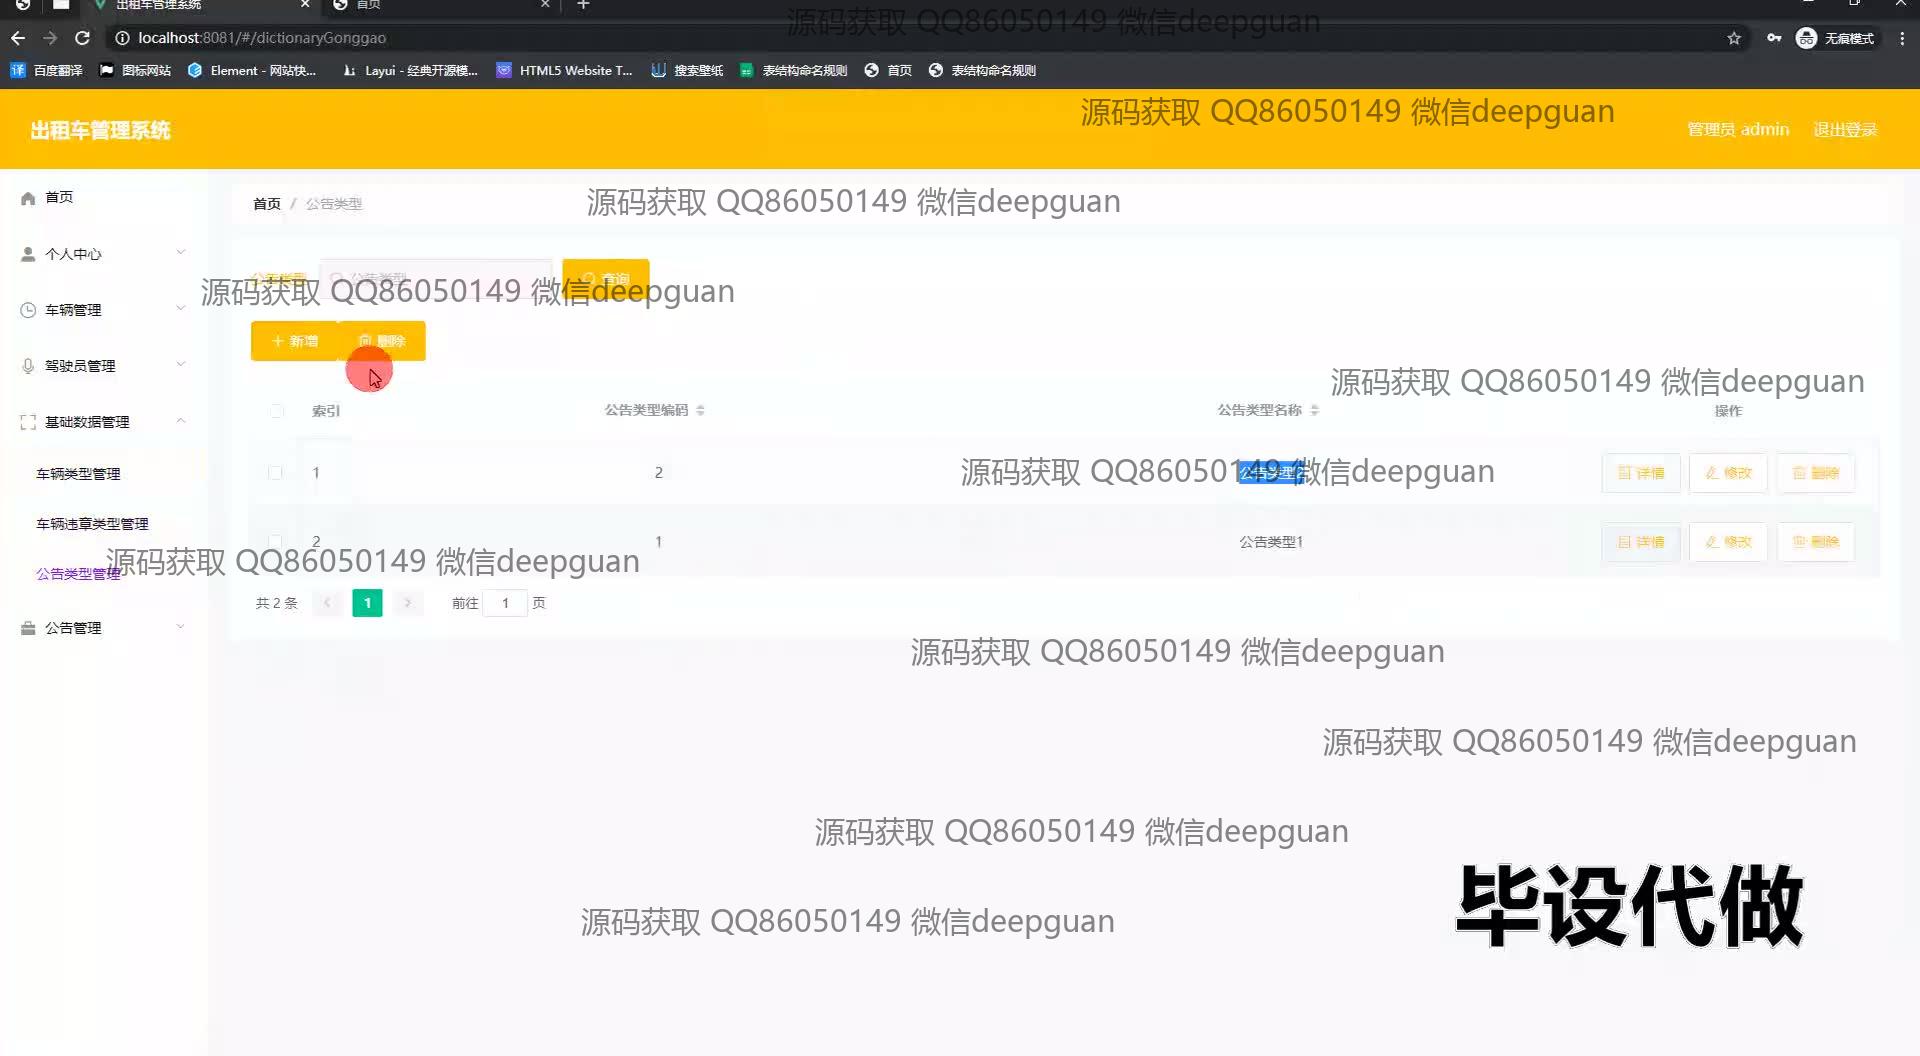 出租车管理系统
首页
源码获取 QQ86050149 微信deepguan
localhost:8081/#/dictionaryGonggao
无痕模式
百度翻译
图标网站
Element - 网站快...
Layui - 经典开源模...
HTML5 Website T...
搜索壁纸
表结构命名规则
首页
表结构命名规则
源码获取 QQ86050149 微信deepguan
出租车管理系统
管理员 admin
退出登录
首页
首页 / 公告类型
源码获取 QQ86050149 微信deepguan
个人中心
公告类型
公告类型
查询
源码获取 QQ86050149 微信deepguan
车辆管理
新增
删除
驾驶员管理
源码获取 QQ86050149 微信deepguan
索引
公告类型编码
公告类型名称
操作
基础数据管理
车辆类型管理
1
2
公告类型2
详情
修改
删除
源码获取 QQ86050149 微信deepguan
车辆违章类型管理
2
1
公告类型1
详情
修改
删除
源码获取 QQ86050149 微信deepguan
公告类型管理
共 2 条
1
前往 1 页
公告管理
源码获取 QQ86050149 微信deepguan
源码获取 QQ86050149 微信deepguan
源码获取 QQ86050149 微信deepguan
毕设代做
源码获取 QQ86050149 微信deepguan